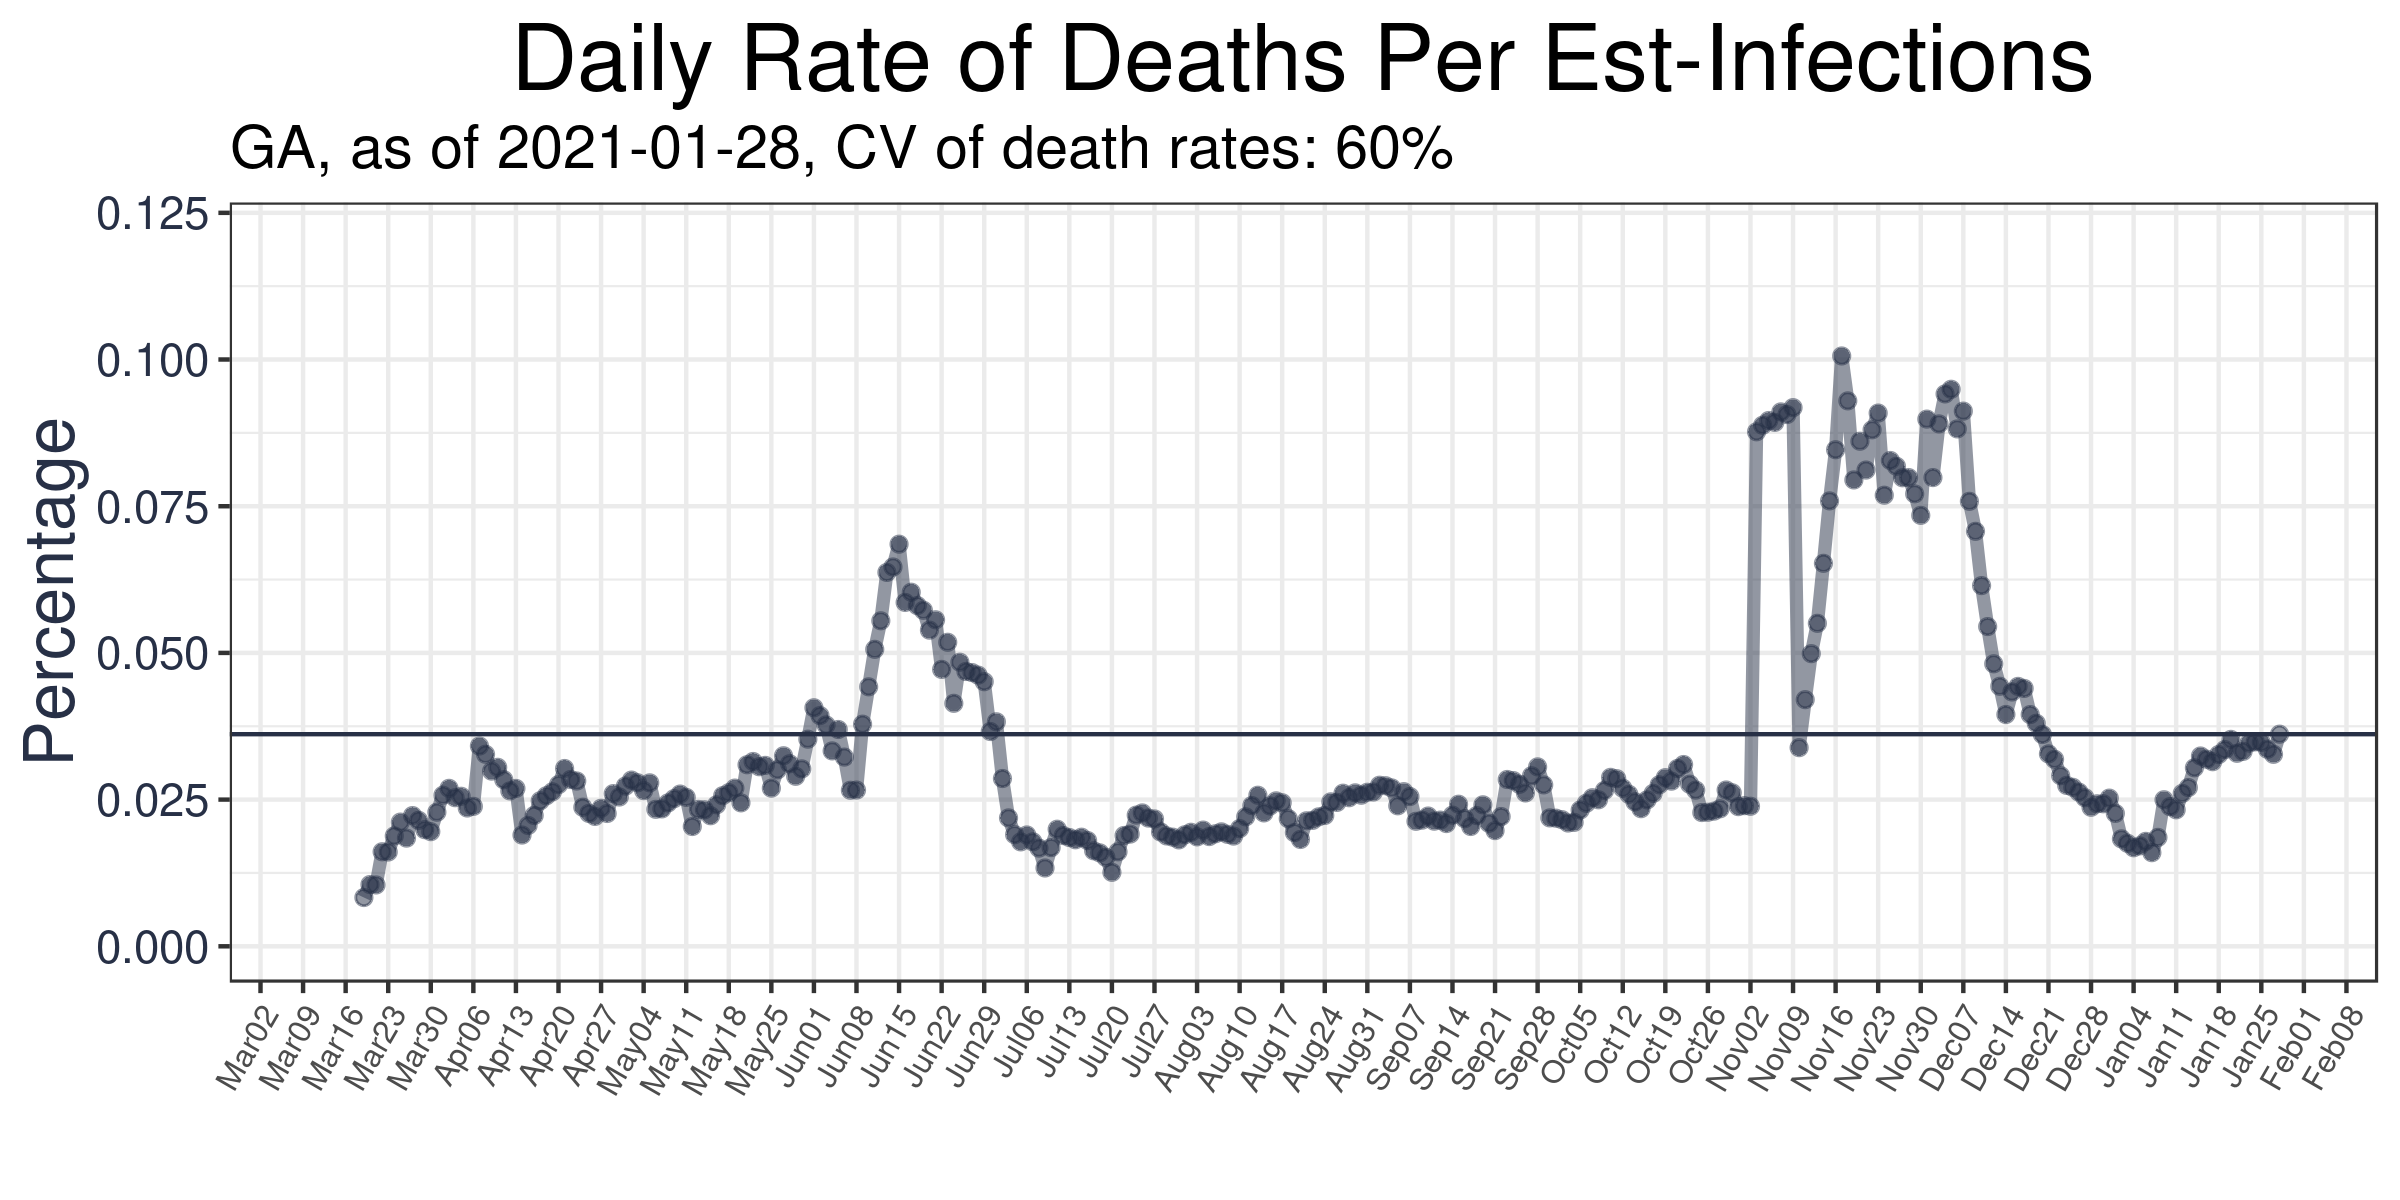 Daily Rate of Deaths Per Est-Infections
GA, as of 2021-01-28, CV of death rates: 60%
Percentage
0.125
0.100
0.075
0.050
0.025
0.000
Mar02 Mar09 Mar16 Mar23 Mar30 Apr06 Apr13 Apr20 Apr27 May04 May11 May18 May25 Jun01 Jun08 Jun15 Jun22 Jun29 Jul06 Jul13 Jul20 Jul27 Aug03 Aug10 Aug17 Aug24 Aug31 Sep07 Sep14 Sep21 Sep28 Oct05 Oct12 Oct19 Oct26 Nov02 Nov09 Nov16 Nov23 Nov30 Dec07 Dec14 Dec21 Dec28 Jan04 Jan11 Jan18 Jan25 Feb01 Feb08